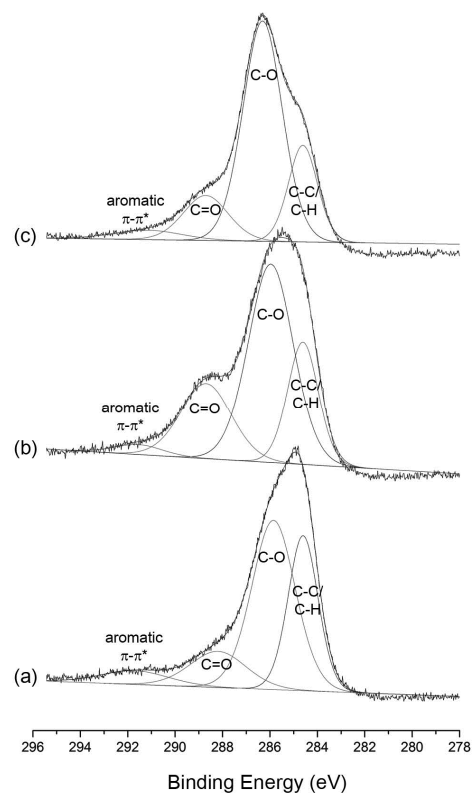 C-O
C-C/
C-H
aromatic
π-π*
C=O
(c)
C-O
C-C/
C-H
aromatic
π-π*
C=O
(b)
C-O
C-C/
C-H
aromatic
π-π*
C=O
(a)
296 294 292 290 288 286 284 282 280 278
Binding Energy (eV)